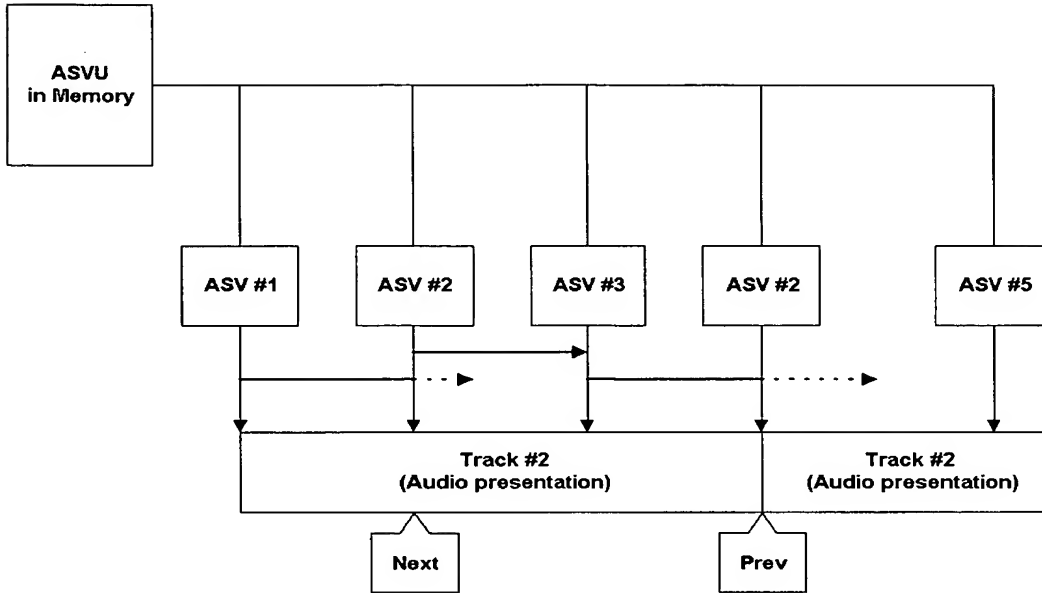 ASVU
in Memory
ASV #1
ASV #2
ASV #3
ASV #2
ASV #5
Track #2
(Audio presentation)
Track #2
(Audio presentation)
Next
Prev